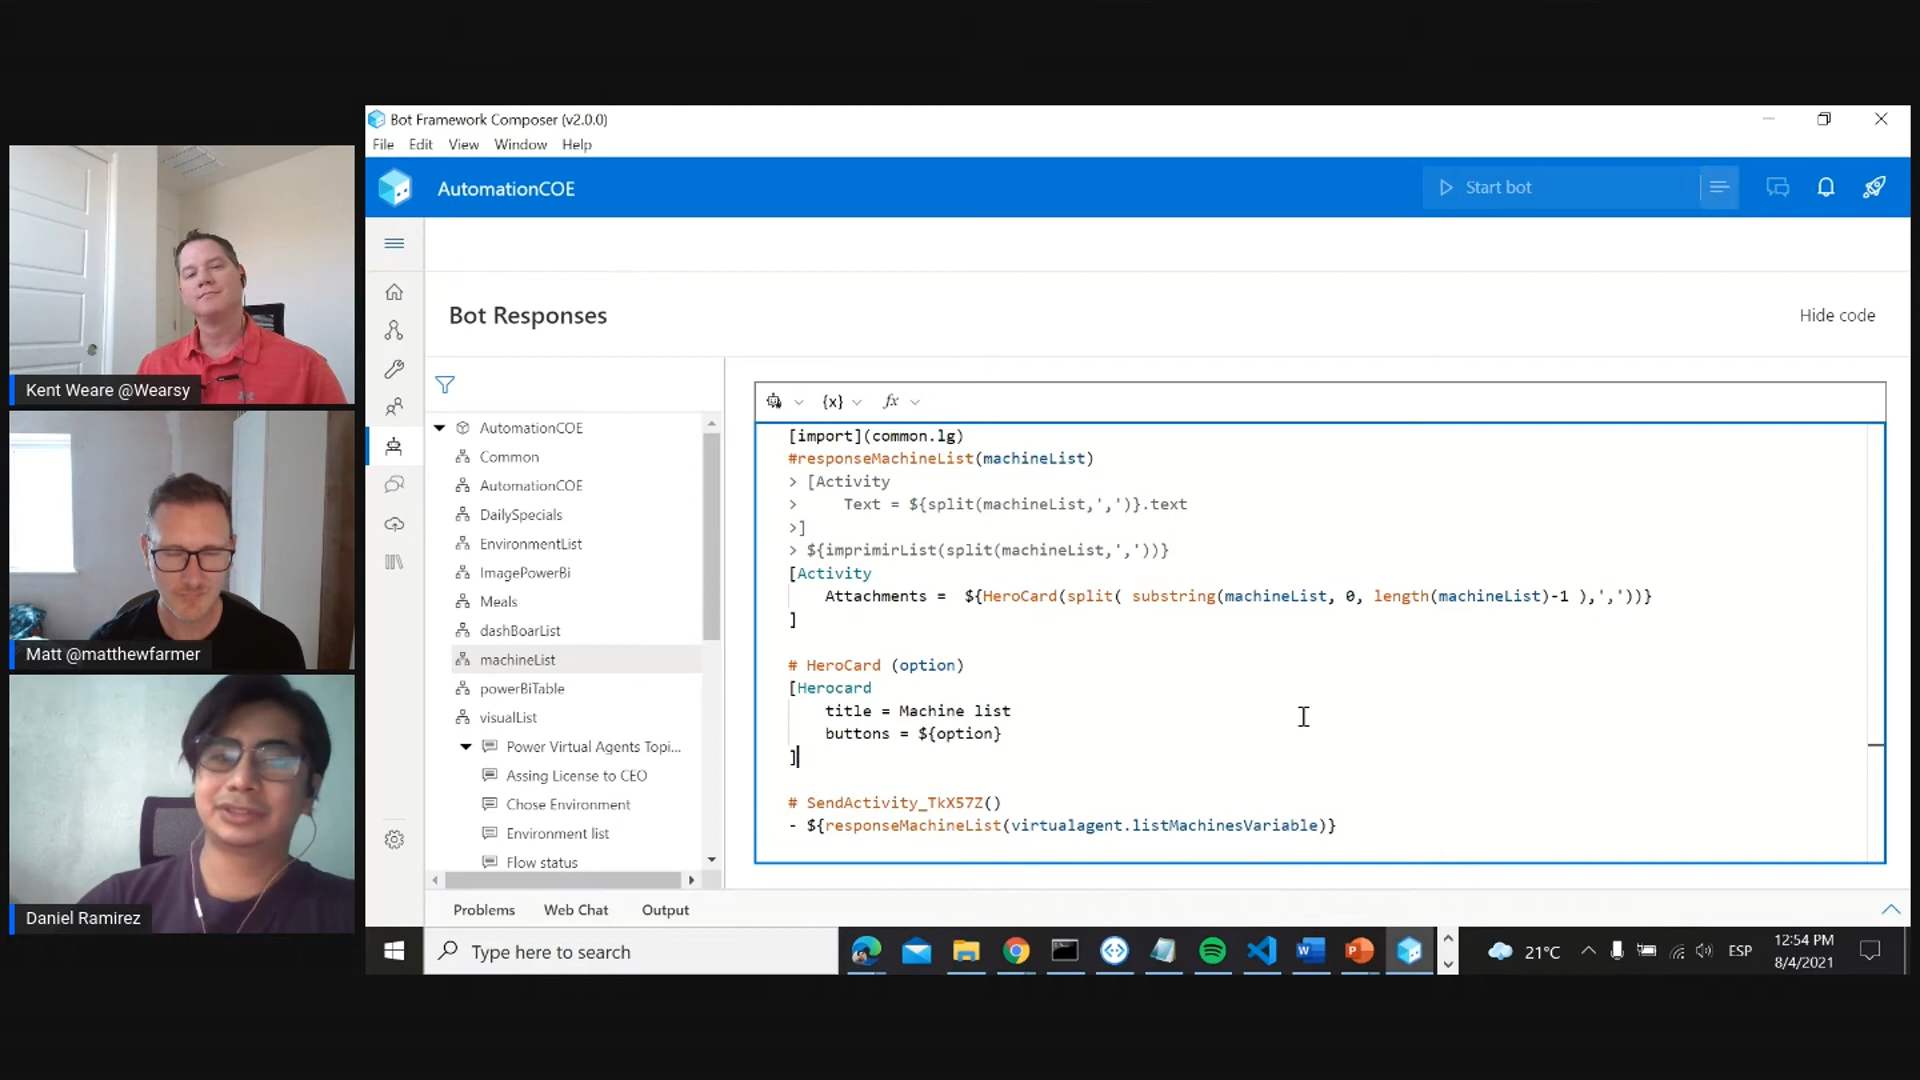 Kent Weare @Wearsy
Matt @matthewfarmer
Daniel Ramirez
Bot Framework Composer (v2.0.0)
File Edit View Window Help
AutomationCOE
Start bot
Bot Responses
Hide code
AutomationCOE
Common
AutomationCOE
DailySpecials
EnvironmentList
ImagePowerBi
Meals
dashBoarList
machineList
powerBiTable
visualList
Power Virtual Agents Topi...
Assing License to CEO
Chose Environment
Environment list
Flow status
{x} fx
[import](common.lg)
#responseMachineList(machineList)
> [Activity
>     Text = ${split(machineList,',')}.text
>]
> ${imprimirList(split(machineList,','))}
[Activity
    Attachments =  ${HeroCard(split( substring(machineList, 0, length(machineList)-1 ),','))}
]
# HeroCard (option)
[Herocard
    title = Machine list
    buttons = ${option}
]
# SendActivity_TkX57Z()
- ${responseMachineList(virtualagent.listMachinesVariable)}
Problems Web Chat Output
Type here to search
21°C
ESP
12:54 PM
8/4/2021